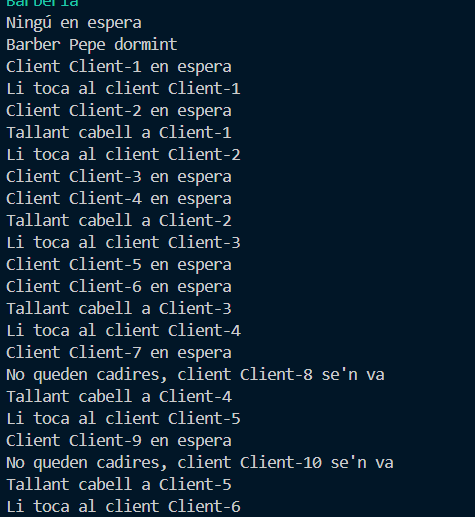 Barberia
Ningú en espera
Barber Pepe dormint
Client Client-1 en espera
Li toca al client Client-1
Client Client-2 en espera
Tallant cabell a Client-1
Li toca al client Client-2
Client Client-3 en espera
Client Client-4 en espera
Tallant cabell a Client-2
Li toca al client Client-3
Client Client-5 en espera
Client Client-6 en espera
Tallant cabell a Client-3
Li toca al client Client-4
Client Client-7 en espera
No queden cadires, client Client-8 se'n va
Tallant cabell a Client-4
Li toca al client Client-5
Client Client-9 en espera
No queden cadires, client Client-10 se'n va
Tallant cabell a Client-5
Li toca al client Client-6